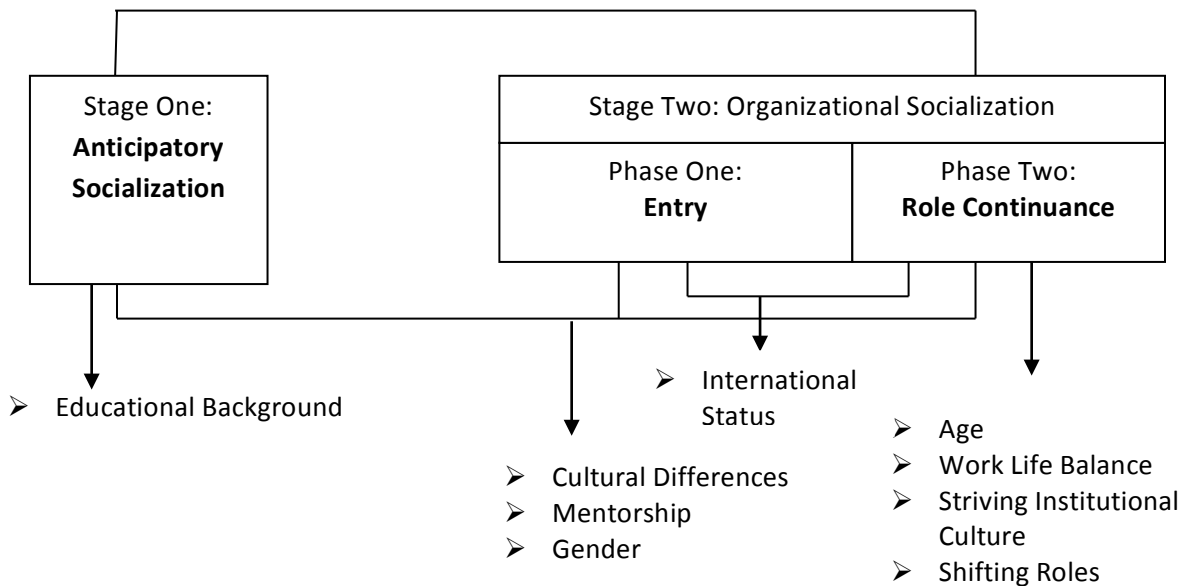 Stage One:
Anticipatory
Socialization
Stage Two: Organizational Socialization
Phase One:
Entry
Phase Two:
Role Continuance
➢ Educational Background
➢ Cultural Differences
➢ Mentorship
➢ Gender
➢ International
Status
➢ Age
➢ Work Life Balance
➢ Striving Institutional
Culture
➢ Shifting Roles